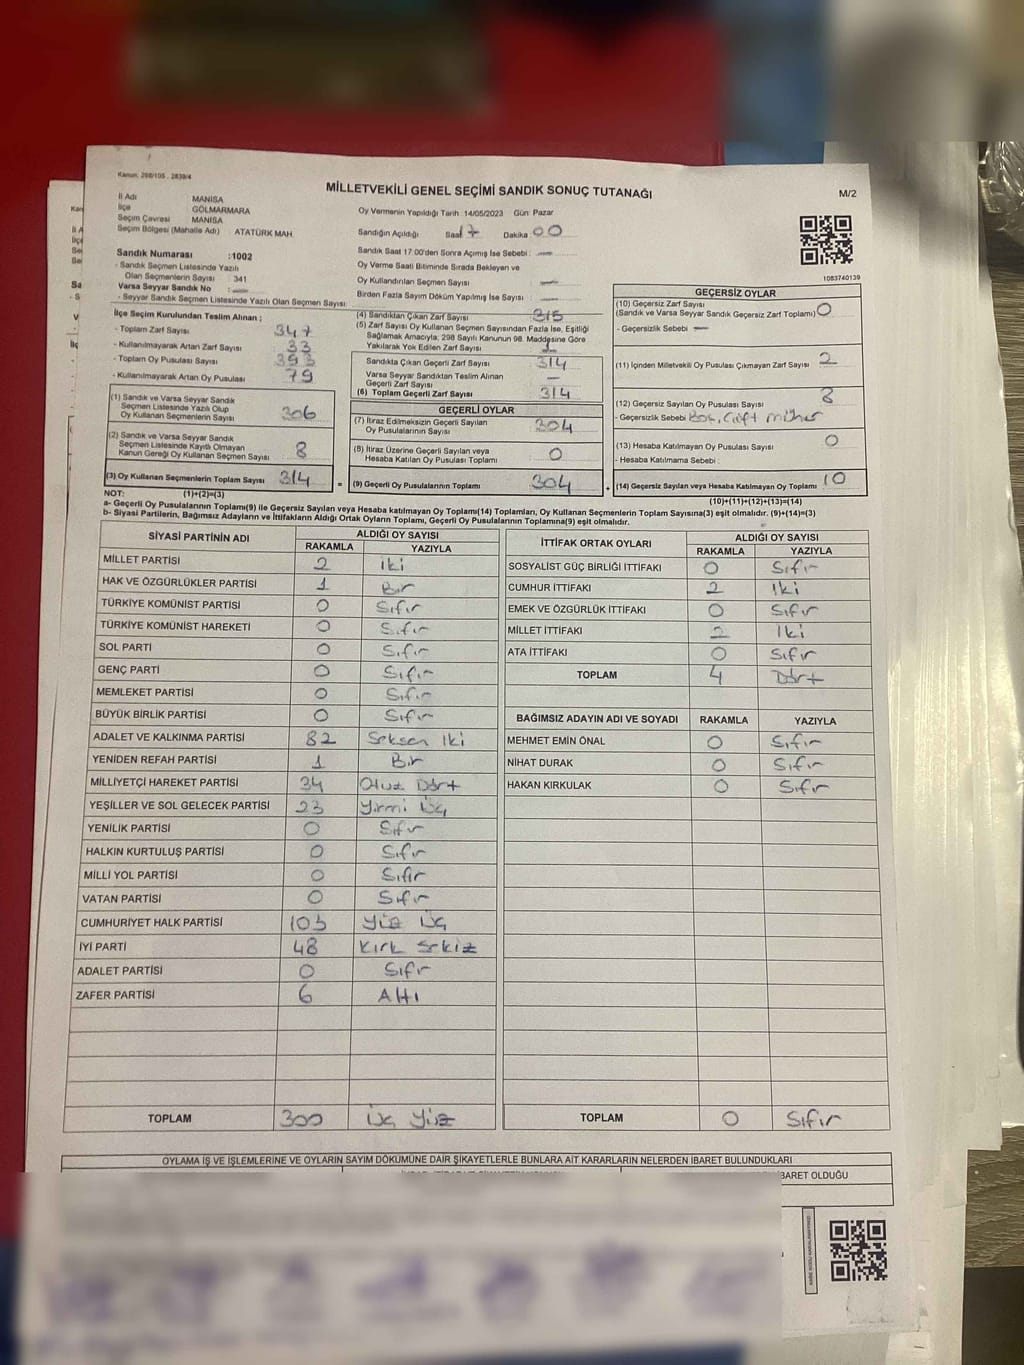 Kanun: 298/105 . 2839/4
MİLLETVEKİLİ GENEL SEÇİMİ SANDIK SONUÇ TUTANAĞI
M/2
İl Adı MANİSA
İlçe GÖLMARMARA
Seçim Çevresi MANİSA
Seçim Bölgesi (Mahalle Adı) ATATÜRK MAH.
Oy Vermenin Yapıldığı Tarih :14/05/2023 Gün: Pazar
Sandığın Açıldığı Saat 17 Dakika 00
Sandık Numarası :1002
- Sandık Seçmen Listesinde Yazılı
Olan Seçmenlerin Sayısı : 341
Varsa Seyyar Sandık No : —
- Seyyar Sandık Seçmen Listesinde Yazılı Olan Seçmen Sayısı:
Sandık Saat 17:00'den Sonra Açımış İse Sebebi : —
Oy Verme Saati Bitiminde Sırada Bekleyen ve
Oy Kullandırılan Seçmen Sayısı —
Birden Fazla Sayım Döküm Yapılmış İse Sayısı : —
1083740139
İlçe Seçim Kurulundan Teslim Alınan ;
- Toplam Zarf Sayısı 347
- Kullanılmayarak Artan Zarf Sayısı 33
- Toplam Oy Pusulası Sayısı 393
- Kullanılmayarak Artan Oy Pusulası 79
(1) Sandık ve Varsa Seyyar Sandık
Seçmen Listesinde Yazılı Olup
Oy Kullanan Seçmenlerin Sayısı 306
(2) Sandık ve Varsa Seyyar Sandık
Seçmen Listesinde Kayıtlı Olmayan
Kanun Gereği Oy Kullanan Seçmen Sayısı 8
(3) Oy Kullanan Seçmenlerin Toplam Sayısı 314
(4) Sandıktan Çıkan Zarf Sayısı 315
(5) Zarf Sayısı Oy Kullanan Seçmen Sayısından Fazla İse, Eşitliği
Sağlamak Amacıyla; 298 Sayılı Kanunun 98. Maddesine Göre
Yakılarak Yok Edilen Zarf Sayısı 1
Sandıkta Çıkan Geçerli Zarf Sayısı 314
Varsa Seyyar Sandıktan Teslim Alınan
Geçerli Zarf Sayısı —
(6) Toplam Geçerli Zarf Sayısı 314
GEÇERLİ OYLAR
(7) İtiraz Edilmeksizin Geçerli Sayılan
Oy Pusulalarının Sayısı 304
(8) İtiraz Üzerine Geçerli Sayılan veya
Hesaba Katılan Oy Pusulası Toplamı 0
= (9) Geçerli Oy Pusulalarının Toplamı 304
GEÇERSİZ OYLAR
(10) Geçersiz Zarf Sayısı
(Sandık ve Varsa Seyyar Sandık Geçersiz Zarf Toplamı) 0
- Geçersizlik Sebebi —
(11) İçinden Milletvekili Oy Pusulası Çıkmayan Zarf Sayısı 2
(12) Geçersiz Sayılan Oy Pusulası Sayısı 8
- Geçersizlik Sebebi Boş, Çift mühür
(13) Hesaba Katılmayan Oy Pusulası Sayısı 0
- Hesaba Katılmama Sebebi :
+ (14) Geçersiz Sayılan veya Hesaba Katılmayan Oy Toplamı 10
NOT: (1)+(2)=(3)
(10)+(11)+(12)+(13)=(14)
a- Geçerli Oy Pusulaları Toplamı(9) ile Geçersiz Sayılan veya Hesaba katılmayan Oy Toplamı(14) Toplamları, Oy Kullanan Seçmenlerin Toplam Sayısına(3) eşit olmalıdır. (9)+(14)=(3)
b- Siyasi Partilerin, Bağımsız Adayların ve İttifakların Aldığı Ortak Oyların Toplamı, Geçerli Oy Pusulalarının Toplamına(9) eşit olmalıdır.
SİYASİ PARTİNİN ADI ALDIĞI OY SAYISI
RAKAMLA YAZIYLA
MİLLET PARTİSİ 2 iki
HAK VE ÖZGÜRLÜKLER PARTİSİ 1 Bir
TÜRKİYE KOMÜNİST PARTİSİ 0 Sıfır
TÜRKİYE KOMÜNİST HAREKETİ 0 Sıfır
SOL PARTİ 0 Sıfır
GENÇ PARTİ 0 Sıfır
MEMLEKET PARTİSİ 0 Sıfır
BÜYÜK BİRLİK PARTİSİ 0 Sıfır
ADALET VE KALKINMA PARTİSİ 82 Seksen İki
YENİDEN REFAH PARTİSİ 1 Bir
MİLLİYETÇİ HAREKET PARTİSİ 34 Otuz Dört
YEŞİLLER VE SOL GELECEK PARTİSİ 23 Yirmi Üç
YENİLİK PARTİSİ 0 Sıfır
HALKIN KURTULUŞ PARTİSİ 0 Sıfır
MİLLİ YOL PARTİSİ 0 Sıfır
VATAN PARTİSİ 0 Sıfır
CUMHURİYET HALK PARTİSİ 103 Yüz Üç
İYİ PARTİ 48 Kırk Sekiz
ADALET PARTİSİ 0 Sıfır
ZAFER PARTİSİ 6 Altı
TOPLAM 300 Üç Yüz
İTTİFAK ORTAK OYLARI ALDIĞI OY SAYISI
RAKAMLA YAZIYLA
SOSYALİST GÜÇ BİRLİĞİ İTTİFAKI 0 Sıfır
CUMHUR İTTİFAKI 2 İki
EMEK VE ÖZGÜRLÜK İTTİFAKI 0 Sıfır
MİLLET İTTİFAKI 2 İki
ATA İTTİFAKI 0 Sıfır
TOPLAM 4 Dört
BAĞIMSIZ ADAYIN ADI VE SOYADI RAKAMLA YAZIYLA
MEHMET EMİN ÖNAL 0 Sıfır
NİHAT DURAK 0 Sıfır
HAKAN KIRKULAK 0 Sıfır
TOPLAM 0 Sıfır
OYLAMA İŞ VE İŞLEMLERİNE VE OYLARIN SAYIM DÖKÜMÜNE DAİR ŞİKAYETLERLE BUNLARA AİT KARARLARIN NELERDEN İBARET BULUNDUKLARI
İBARET OLDUĞU